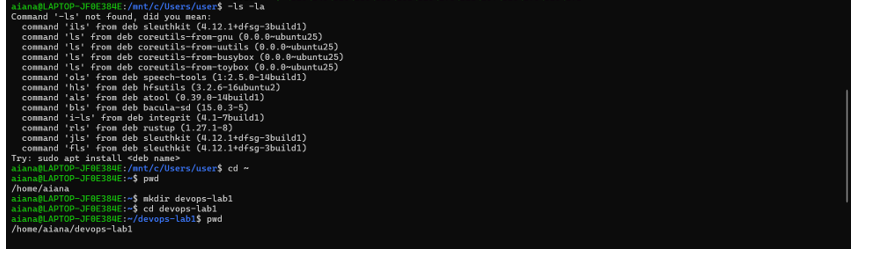 aiana@LAPTOP-JF0E384E:/mnt/c/Users/user$ -ls -la
Command '-ls' not found, did you mean:
  command 'ils' from deb sleuthkit (4.12.1+dfsg-3build1)
  command 'ls' from deb coreutils-from-gnu (0.0.0~ubuntu25)
  command 'ls' from deb coreutils-from-uutils (0.0.0~ubuntu25)
  command 'ls' from deb coreutils-from-busybox (0.0.0~ubuntu25)
  command 'ls' from deb coreutils-from-toybox (0.0.0~ubuntu25)
  command 'ols' from deb speech-tools (1:2.5.0-14build1)
  command 'hls' from deb hfsutils (3.2.6-16ubuntu2)
  command 'als' from deb atool (0.39.0-14build1)
  command 'bls' from deb bacula-sd (15.0.3-5)
  command 'i-ls' from deb integrit (4.1-7build1)
  command 'rls' from deb rustup (1.27.1-8)
  command 'jls' from deb sleuthkit (4.12.1+dfsg-3build1)
  command 'fls' from deb sleuthkit (4.12.1+dfsg-3build1)
Try: sudo apt install <deb name>
aiana@LAPTOP-JF0E384E:/mnt/c/Users/user$ cd ~
aiana@LAPTOP-JF0E384E:~$ pwd
/home/aiana
aiana@LAPTOP-JF0E384E:~$ mkdir devops-lab1
aiana@LAPTOP-JF0E384E:~$ cd devops-lab1
aiana@LAPTOP-JF0E384E:~/devops-lab1$ pwd
/home/aiana/devops-lab1